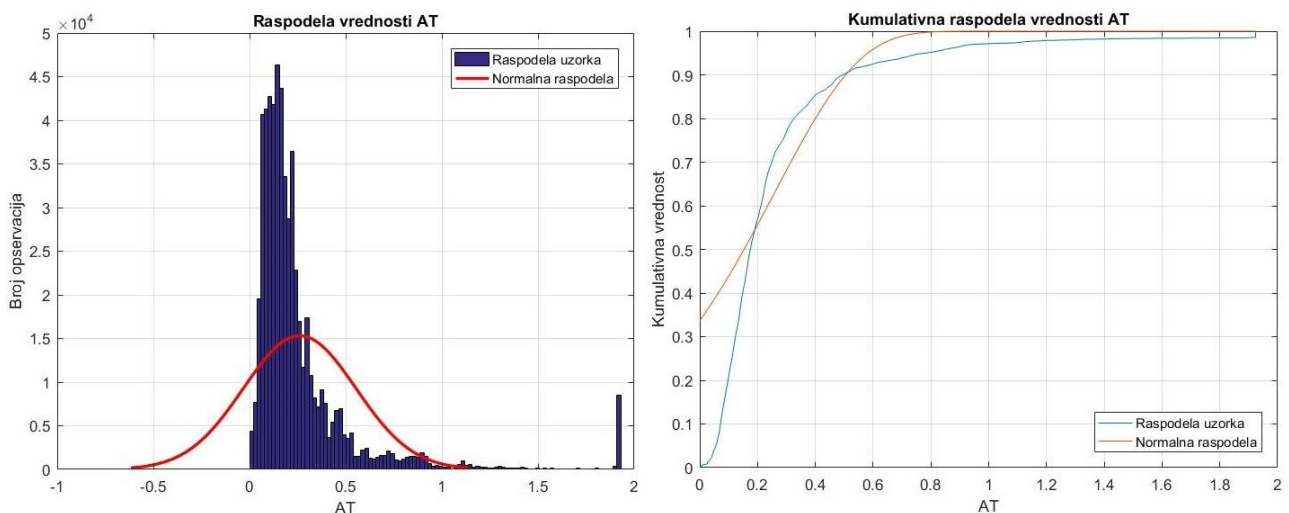 Raspodela vrednosti AT
×10⁴
5
4.5
4
3.5
3
2.5
2
1.5
1
0.5
0
Broj opservacija
Raspodela uzorka
Normalna raspodela
-1 -0.5 0 0.5 1 1.5 2
AT
Kumulativna raspodela vrednosti AT
1
0.9
0.8
0.7
0.6
0.5
0.4
0.3
0.2
0.1
0
Kumulativna vrednost
Raspodela uzorka
Normalna raspodela
0 0.2 0.4 0.6 0.8 1 1.2 1.4 1.6 1.8 2
AT